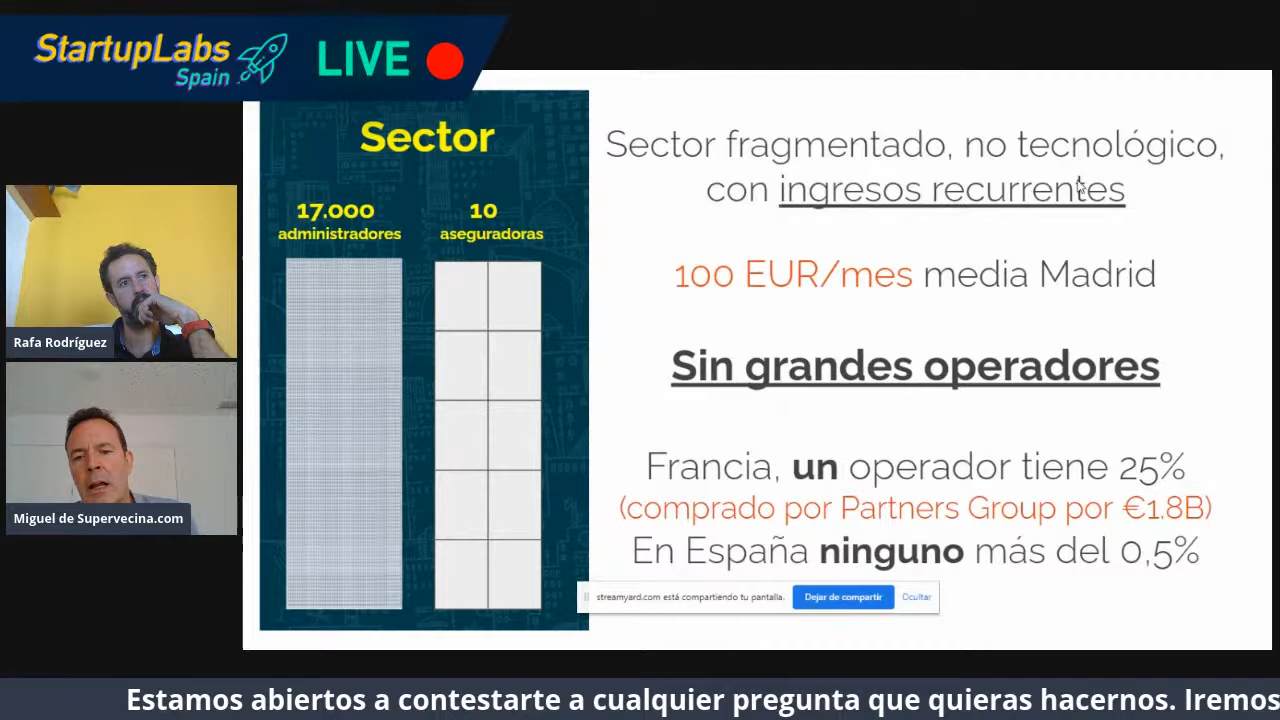 StartupLabs
Spain
LIVE
Sector
17.000
administradores
10
aseguradoras
Sector fragmentado, no tecnológico,
con ingresos recurrentes
100 EUR/mes media Madrid
Sin grandes operadores
Francia, un operador tiene 25%
(comprado por Partners Group por €1.8B)
En España ninguno más del 0,5%
streamyard.com está compartiendo tu pantalla. Dejar de compartir Ocultar
Rafa Rodríguez
Miguel de Supervecina.com
Estamos abiertos a contestarte a cualquier pregunta que quieras hacernos. Iremos